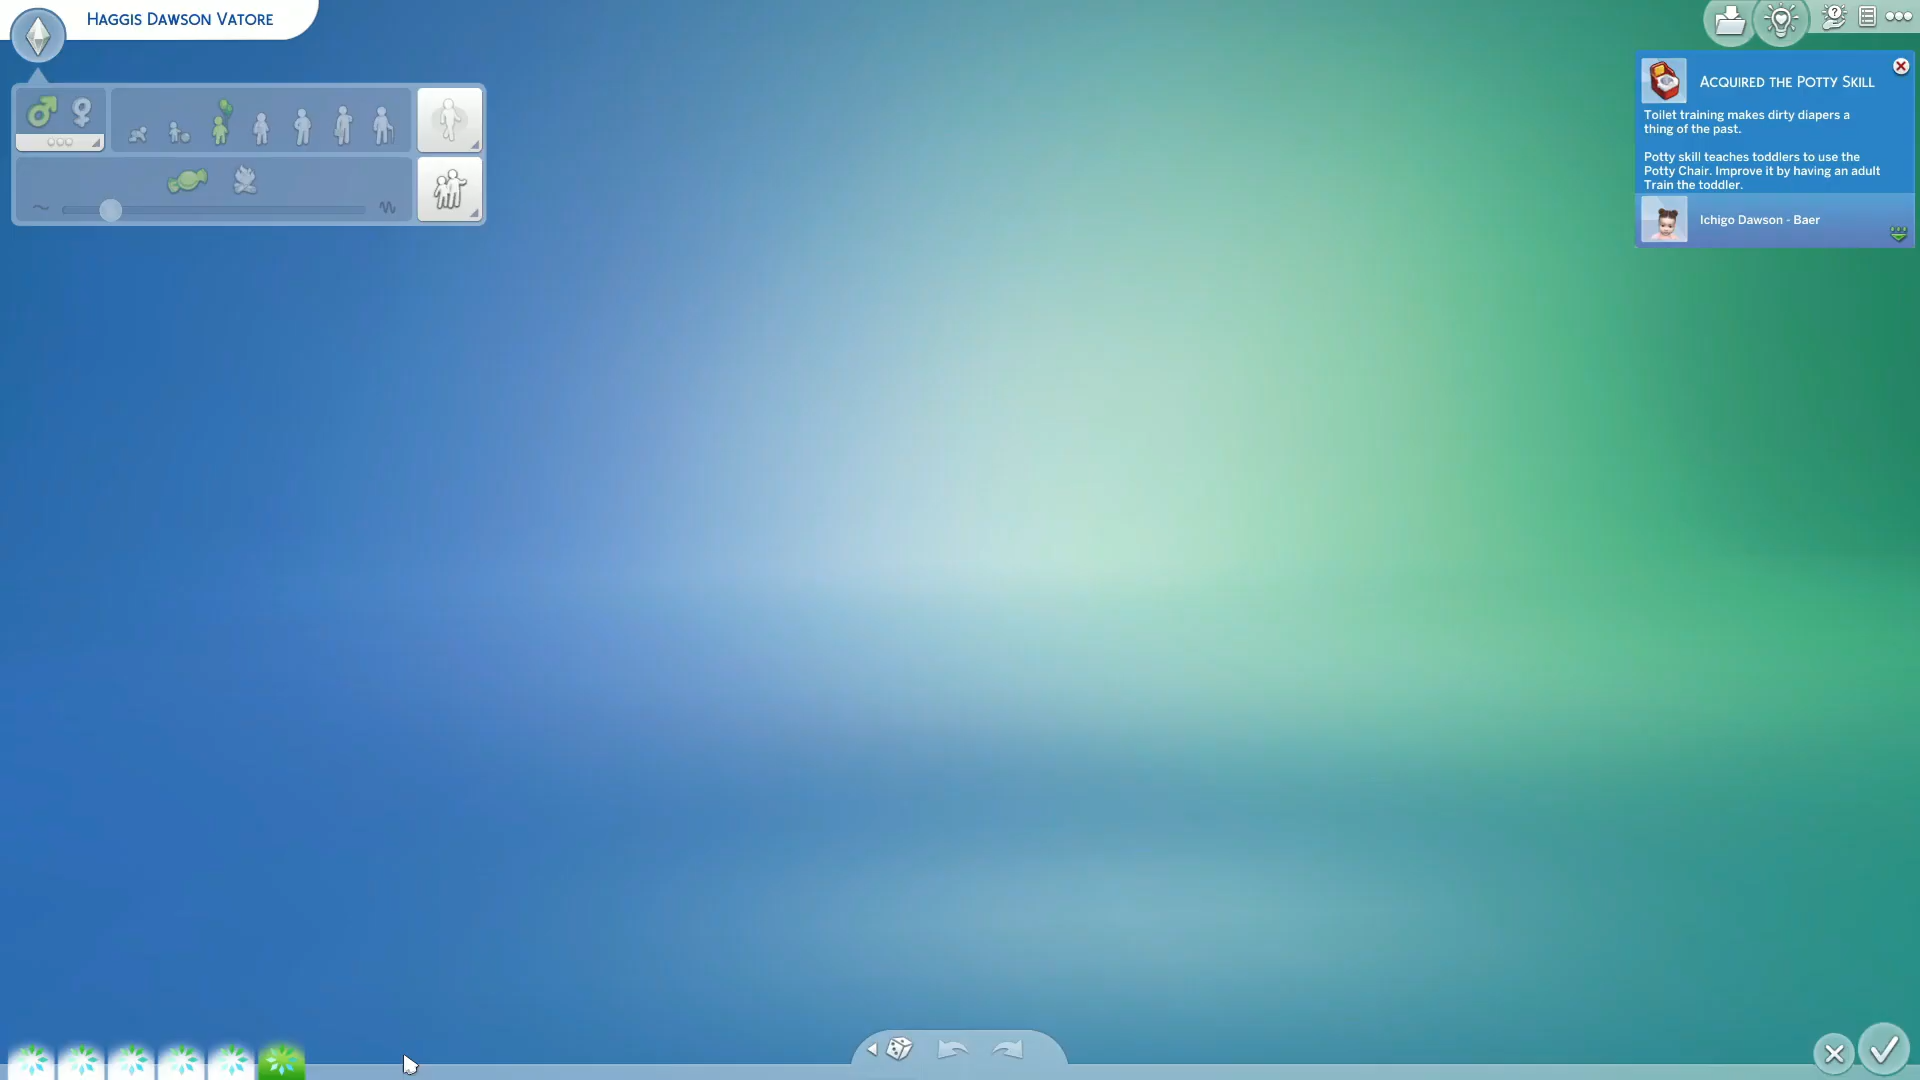 Haggis Dawson Vatore
Acquired the Potty Skill
Toilet training makes dirty diapers a
thing of the past.
Potty skill teaches toddlers to use the
Potty Chair. Improve it by having an adult
Train the toddler.
Ichigo Dawson - Baer